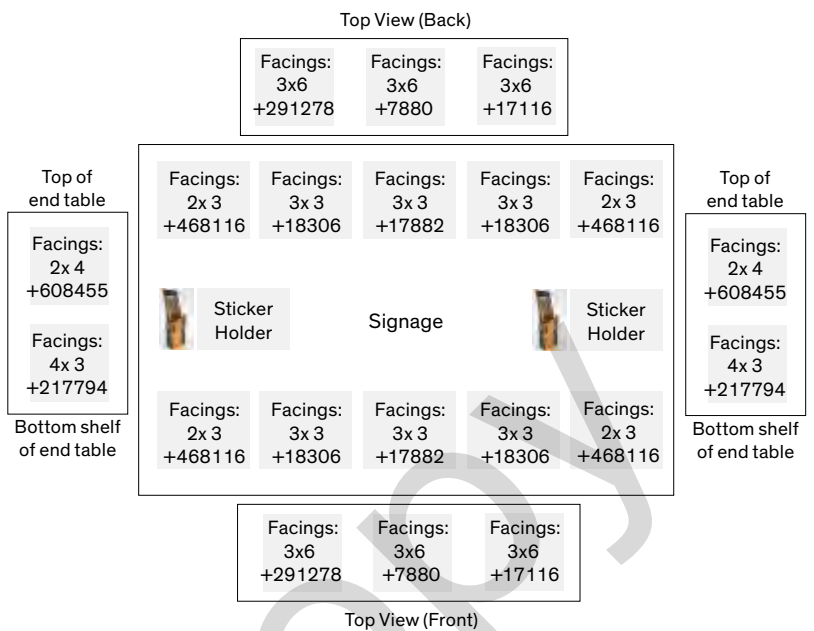 Top View (Back)
Facings:
3x6
+291278
Facings:
3x6
+7880
Facings:
3x6
+17116
Top of
end table
Facings:
2x 4
+608455
Facings:
4x 3
+217794
Bottom shelf
of end table
Facings:
2x 3
+468116
Facings:
3x 3
+18306
Facings:
3x 3
+17882
Facings:
3x 3
+18306
Facings:
2x 3
+468116
Sticker
Holder
Signage
Sticker
Holder
Facings:
2x 3
+468116
Facings:
3x 3
+18306
Facings:
3x 3
+17882
Facings:
3x 3
+18306
Facings:
2x 3
+468116
Top of
end table
Facings:
2x 4
+608455
Facings:
4x 3
+217794
Bottom shelf
of end table
Facings:
3x6
+291278
Facings:
3x6
+7880
Facings:
3x6
+17116
Top View (Front)